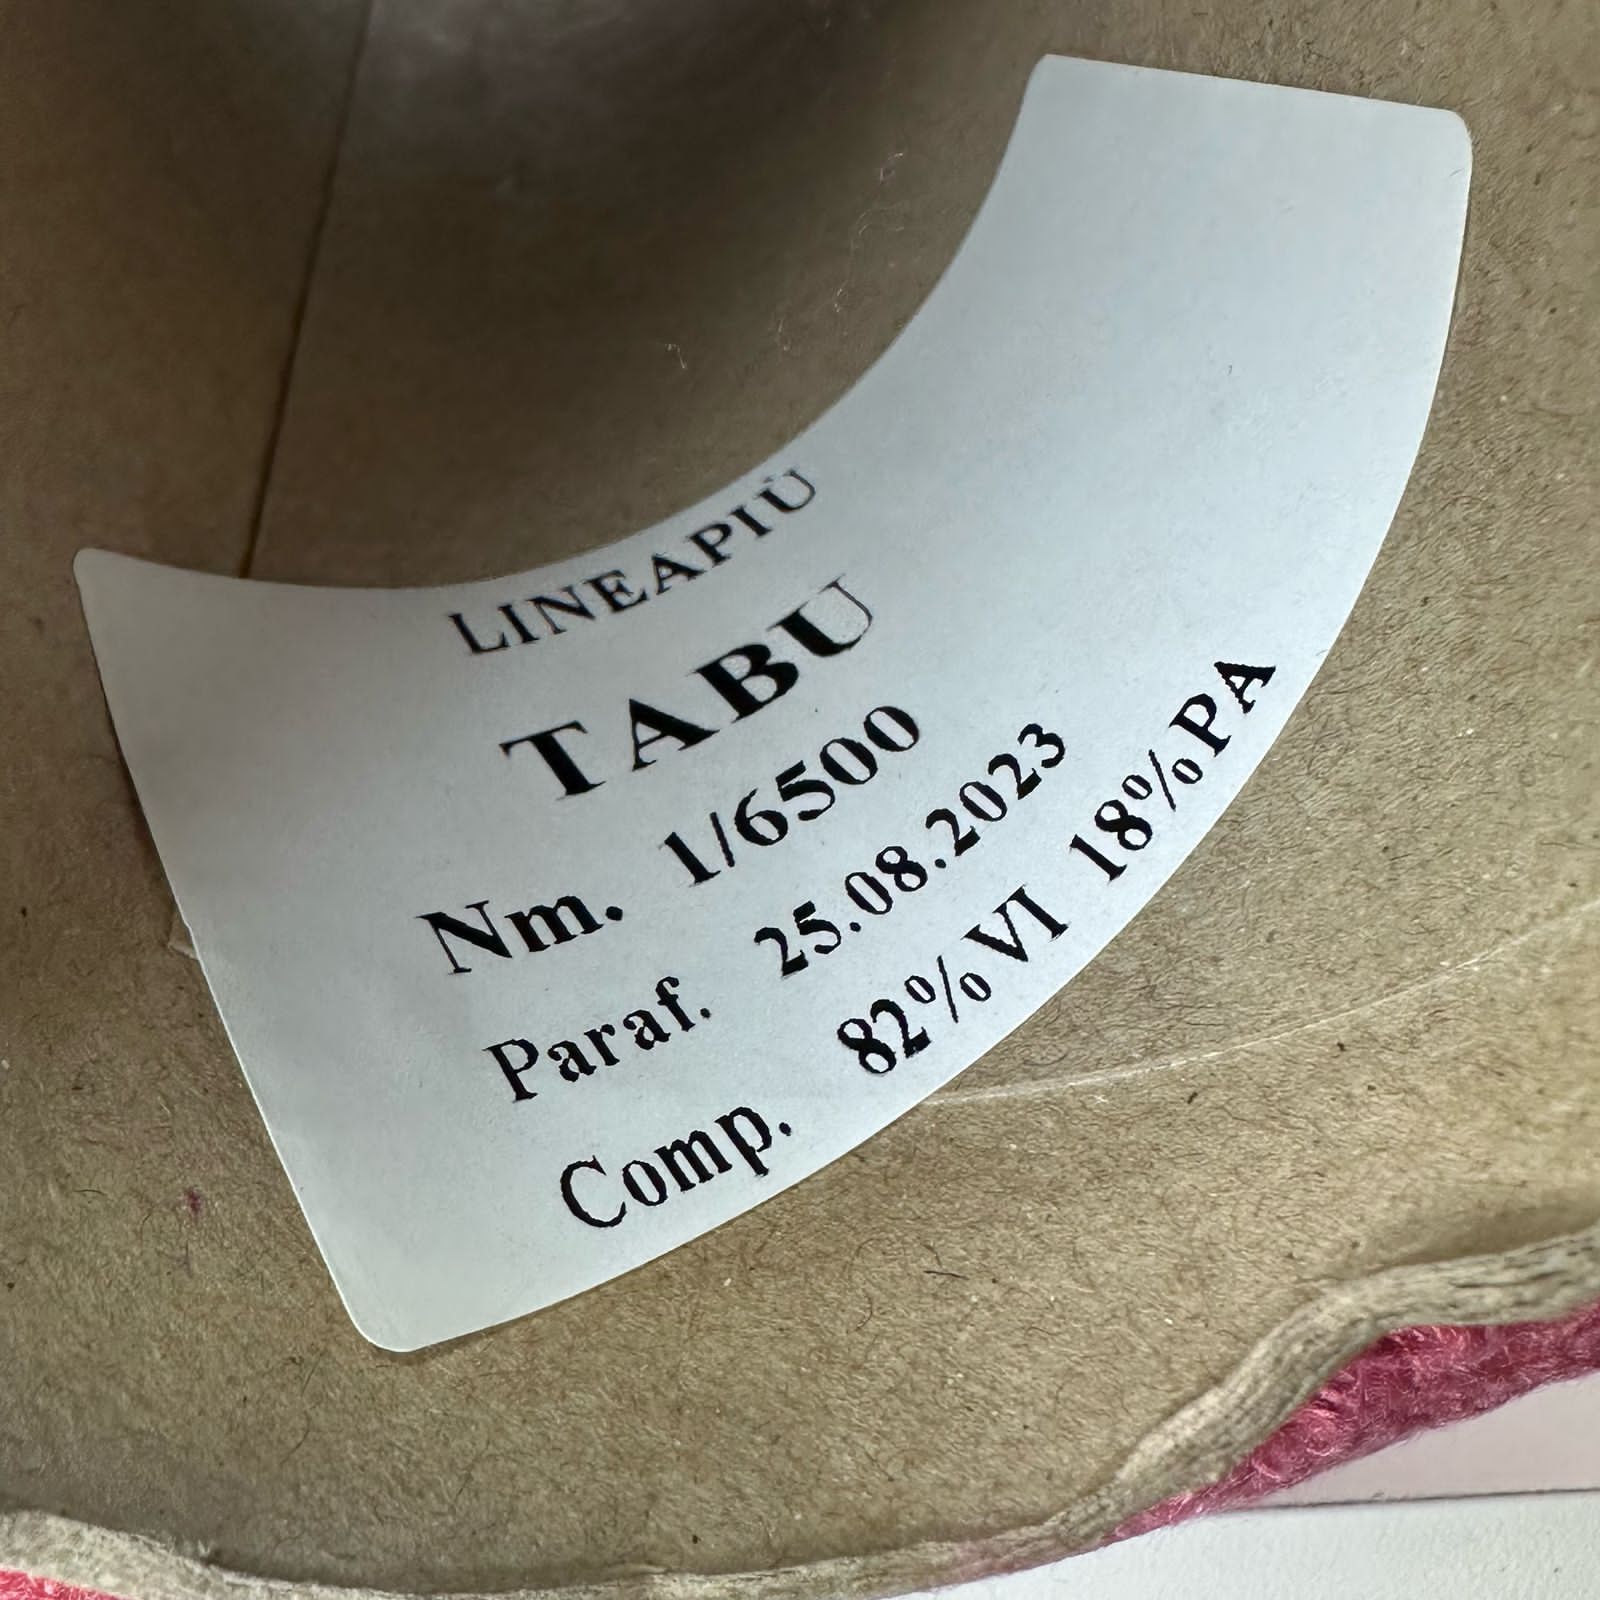 LINEAPIÙ
TABU
Nm. 1/6500
Paraf. 25.08.2023
Comp. 82%VI 18%PA